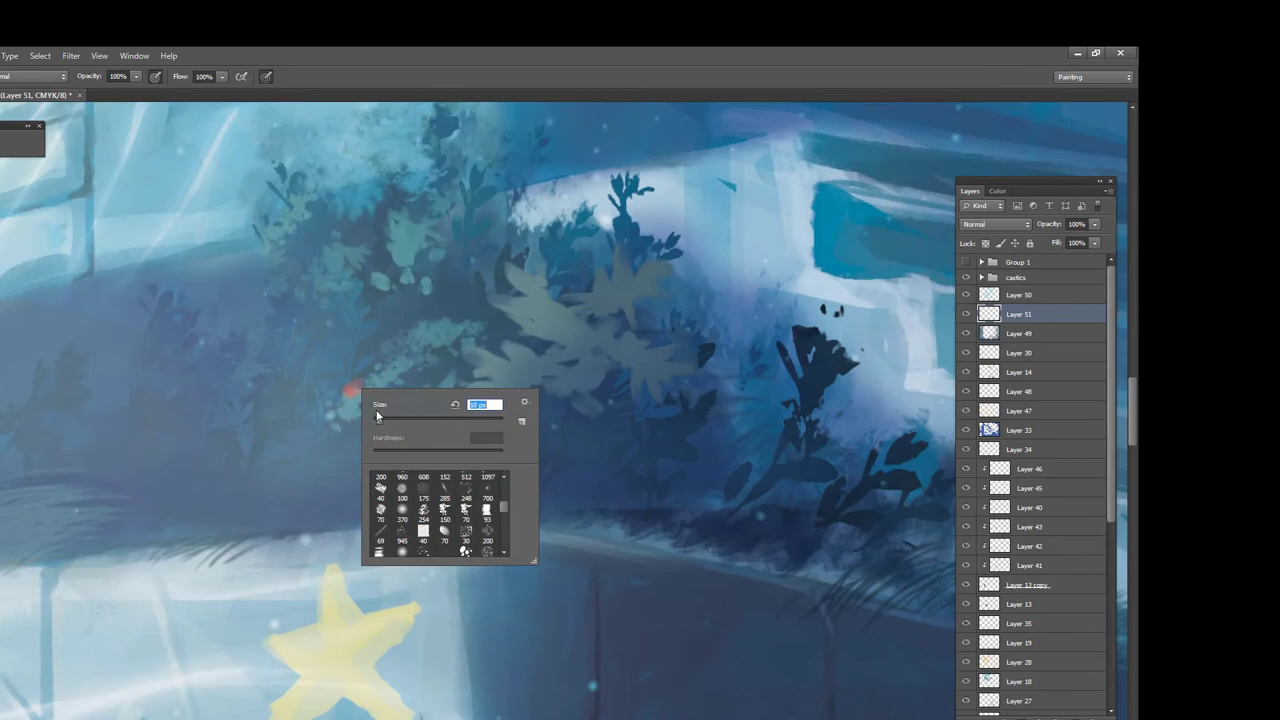 Type Select Filter View Window Help
Opacity: 100% Flow: 100% Painting
(Layer 51, CMYK/8) * ×
Layers Color
Kind
Normal Opacity: 100%
Lock: Fill: 100%
Group 1
castics
Layer 50
Layer 51
Layer 49
Layer 30
Layer 14
Layer 48
Layer 47
Layer 33
Layer 34
Layer 46
Layer 45
Layer 40
Layer 43
Layer 42
Layer 41
Layer 13 copy
Layer 13
Layer 35
Layer 19
Layer 28
Layer 18
Layer 27
Size:
Hardness:
200 960 608 152 512 1097
40 100 175 285 248 700
70 370 254 150 70 93
69 945 40 70 30 200